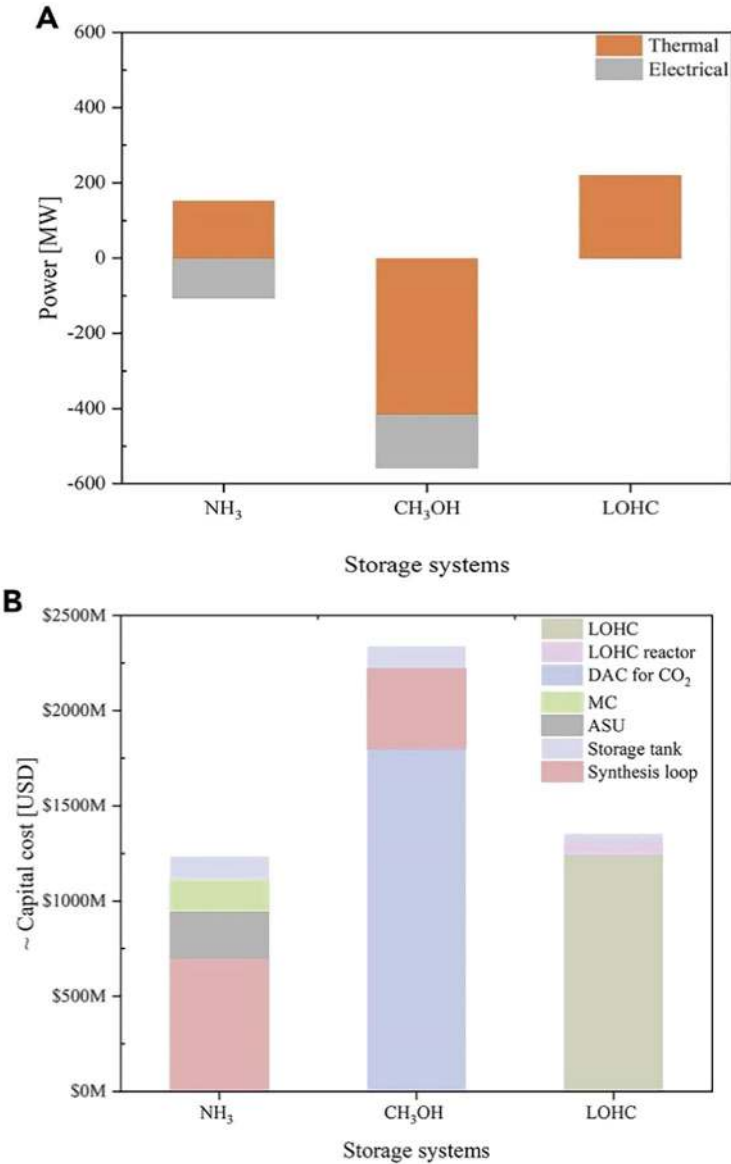 A
600
400
200
0
-200
-400
-600
Power [MW]
Thermal
Electrical
NH₃
CH₃OH
LOHC
Storage systems
B
$2500M
$2000M
$1500M
$1000M
$500M
$0M
~ Capital cost [USD]
LOHC
LOHC reactor
DAC for CO₂
MC
ASU
Storage tank
Synthesis loop
NH₃
CH₃OH
LOHC
Storage systems